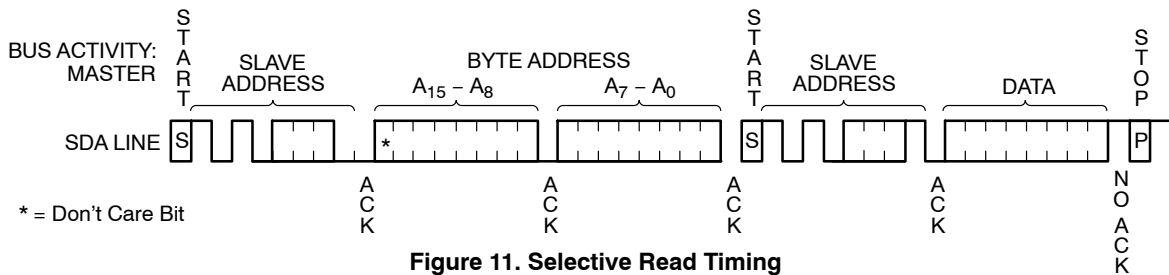 BUS ACTIVITY:
MASTER
START
SLAVE
ADDRESS
BYTE ADDRESS
A15 – A8
A7 – A0
START
SLAVE
ADDRESS
DATA
STOP
SDA LINE
S
*
S
P
ACK
ACK
ACK
ACK
NO ACK
* = Don't Care Bit
Figure 11. Selective Read Timing